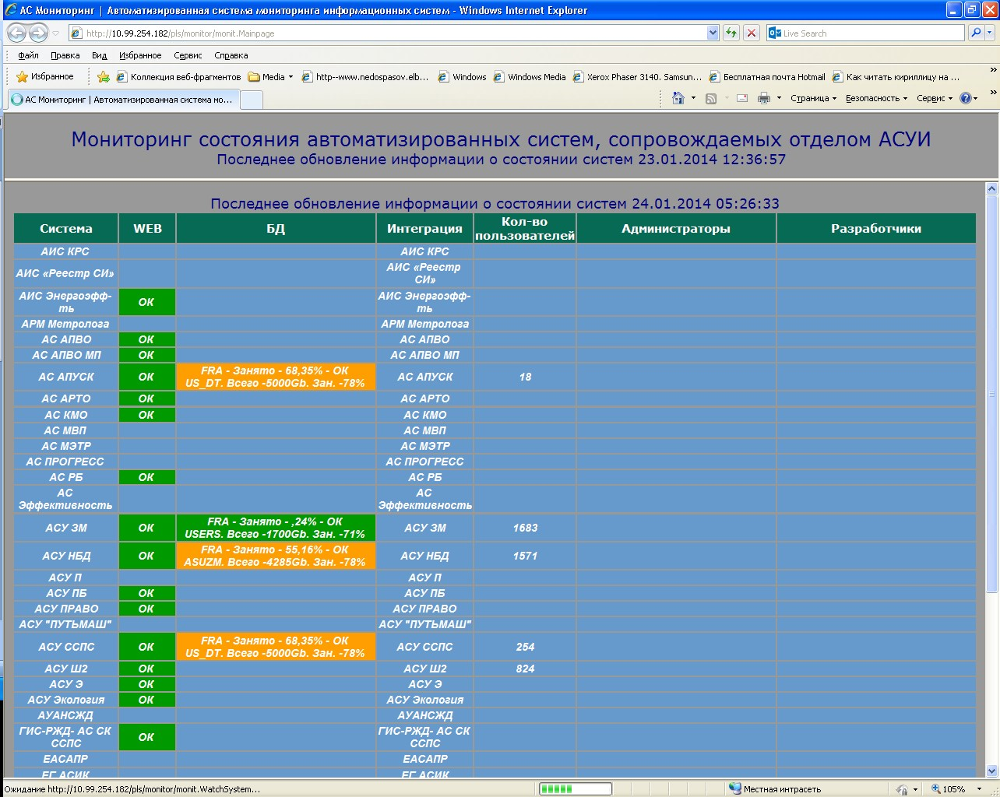 АС Мониторинг | Автоматизированная система мониторинга информационных систем - Windows Internet Explorer
http://10.99.254.182/pls/monitor/monit.Mainpage
Live Search
Файл Правка Вид Избранное Сервис Справка
Избранное Коллекция веб-фрагментов Media http--www.nedospasov.elb... Windows Windows Media Xerox Phaser 3140. Samsun... Бесплатная почта Hotmail Как читать кириллицу на ...
АС Мониторинг | Автоматизированная система мо...
Страница Безопасность Сервис
Мониторинг состояния автоматизированных систем, сопровождаемых отделом АСУИ
Последнее обновление информации о состоянии систем 23.01.2014 12:36:57
Последнее обновление информации о состоянии систем 24.01.2014 05:26:33
Система WEB БД Интеграция Кол-во пользователей Администраторы Разработчики
АИС КРС АИС КРС
АИС «Реестр СИ» АИС «Реестр СИ»
АИС Энергоэфф-ть ОК АИС Энергоэфф-ть
АРМ Метролога АРМ Метролога
АС АПВО ОК АС АПВО
АС АПВО МП ОК АС АПВО МП
АС АПУСК ОК FRA - Занято - 68,35% - ОК US_DT. Всего -5000Gb. Зан. -78% АС АПУСК 18
АС АРТО ОК АС АРТО
АС КМО ОК АС КМО
АС МВП АС МВП
АС МЭТР АС МЭТР
АС ПРОГРЕСС АС ПРОГРЕСС
АС РБ ОК АС РБ
АС Эффективность АС Эффективность
АСУ ЗМ ОК FRA - Занято - ,24% - ОК USERS. Всего -1700Gb. Зан. -71% АСУ ЗМ 1683
АСУ НБД ОК FRA - Занято - 55,16% - ОК ASUZM. Всего -4285Gb. Зан. -78% АСУ НБД 1571
АСУ П АСУ П
АСУ ПБ ОК АСУ ПБ
АСУ ПРАВО ОК АСУ ПРАВО
АСУ "ПУТЬМАШ" АСУ "ПУТЬМАШ"
АСУ ССПС ОК FRA - Занято - 68,35% - ОК US_DT. Всего -5000Gb. Зан. -78% АСУ ССПС 254
АСУ Ш2 ОК АСУ Ш2 824
АСУ Э ОК АСУ Э
АСУ Экология ОК АСУ Экология
АУАНСЖД АУАНСЖД
ГИС-РЖД- АС СК ССПС ОК ГИС-РЖД- АС СК ССПС
ЕАСАПР ЕАСАПР
ЕГ АСИК ЕГ АСИК
Ожидание http://10.99.254.182/pls/monitor/monit.WatchSystem... Местная интрасеть 105%